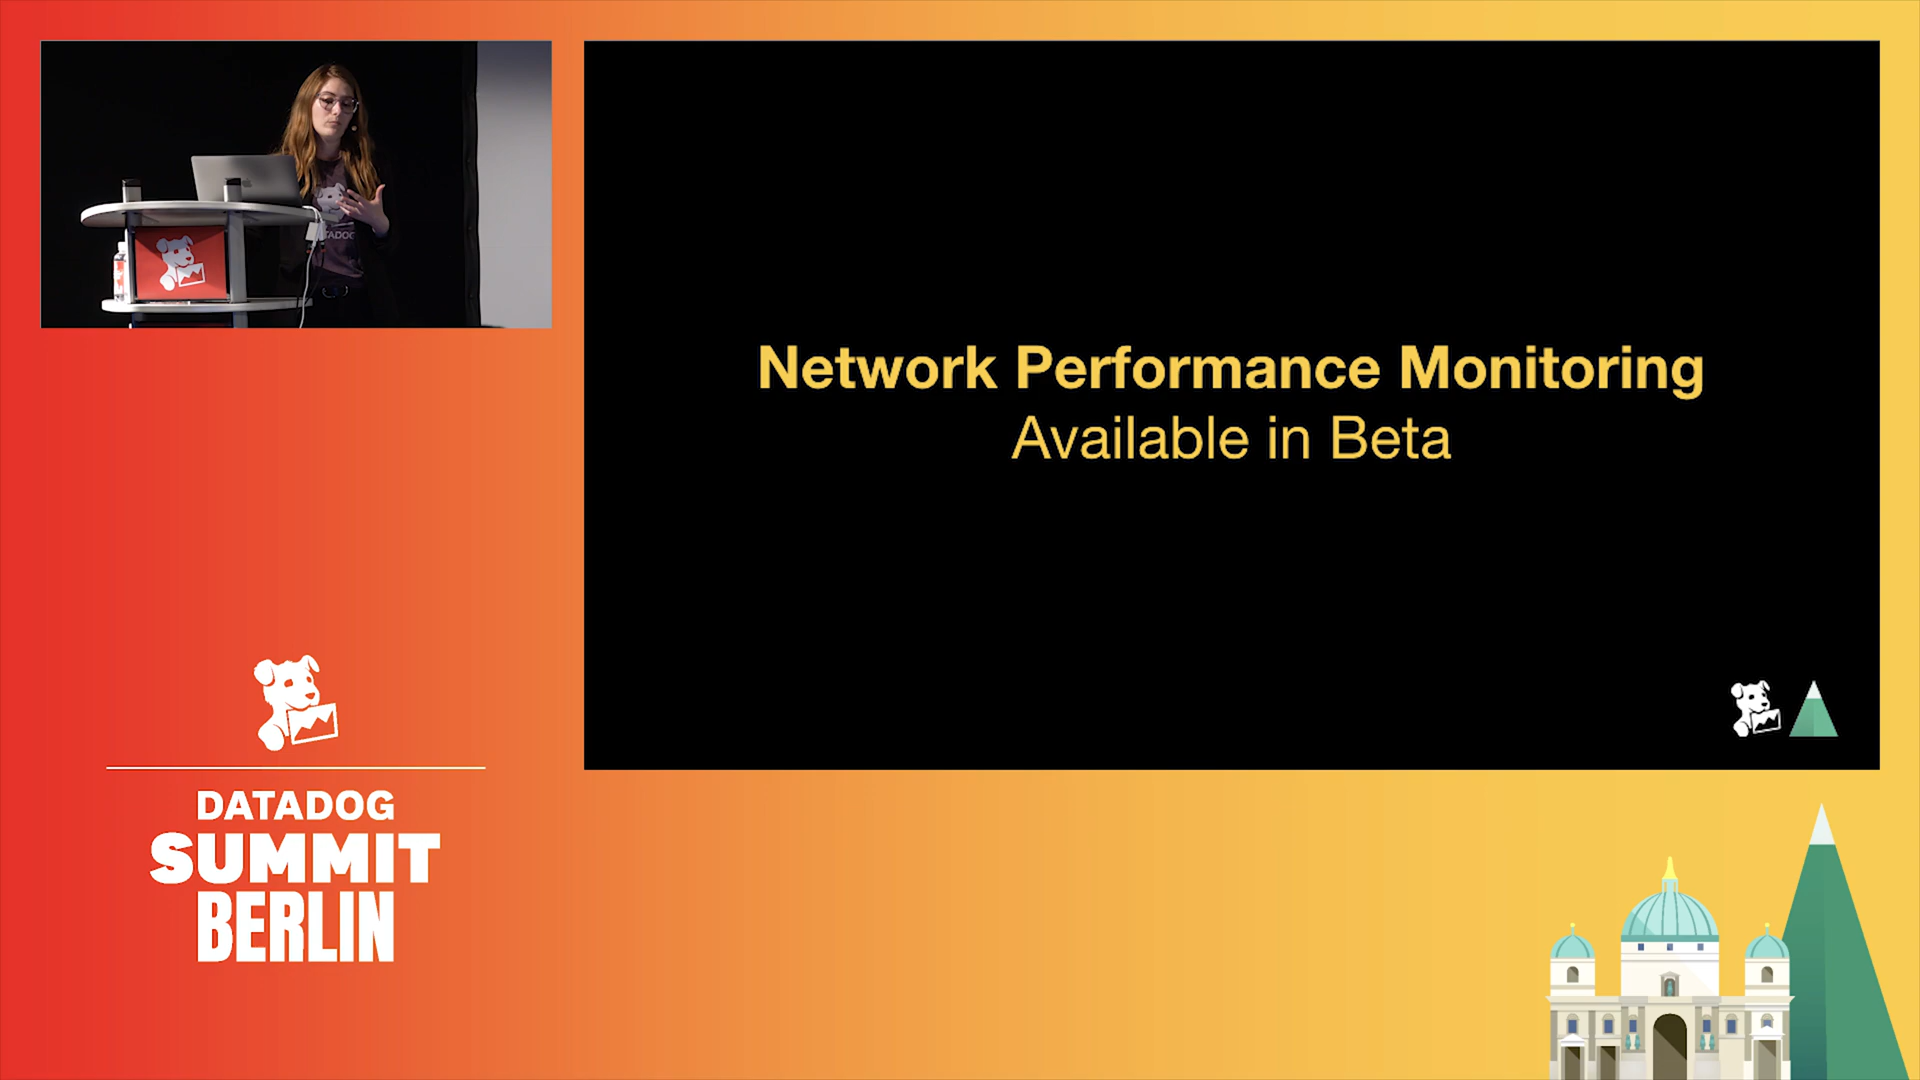 Network Performance Monitoring
Available in Beta
DATADOG
SUMMIT
BERLIN